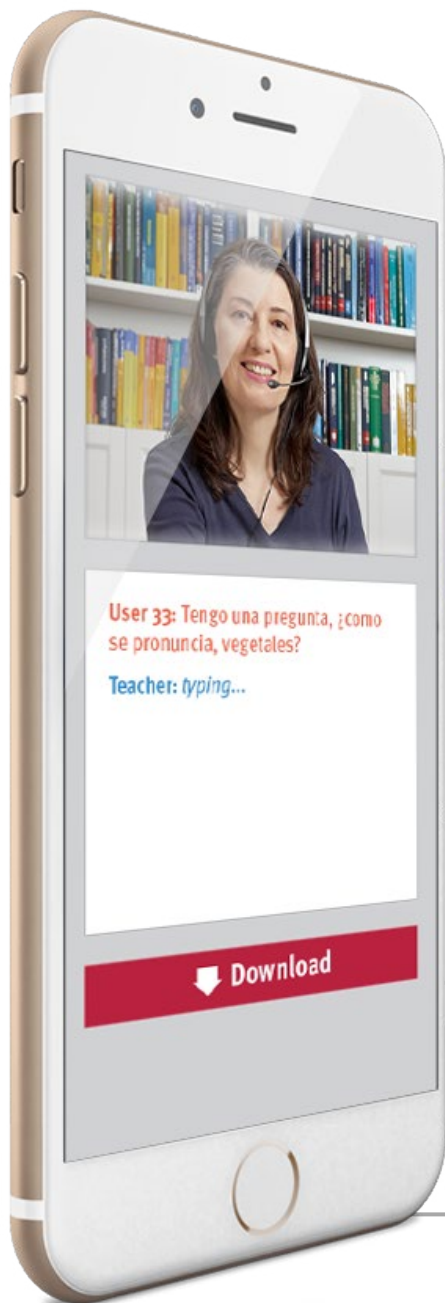 User 33: Tengo una pregunta, ¿como
se pronuncia, vegetales?
Teacher: typing...
Download